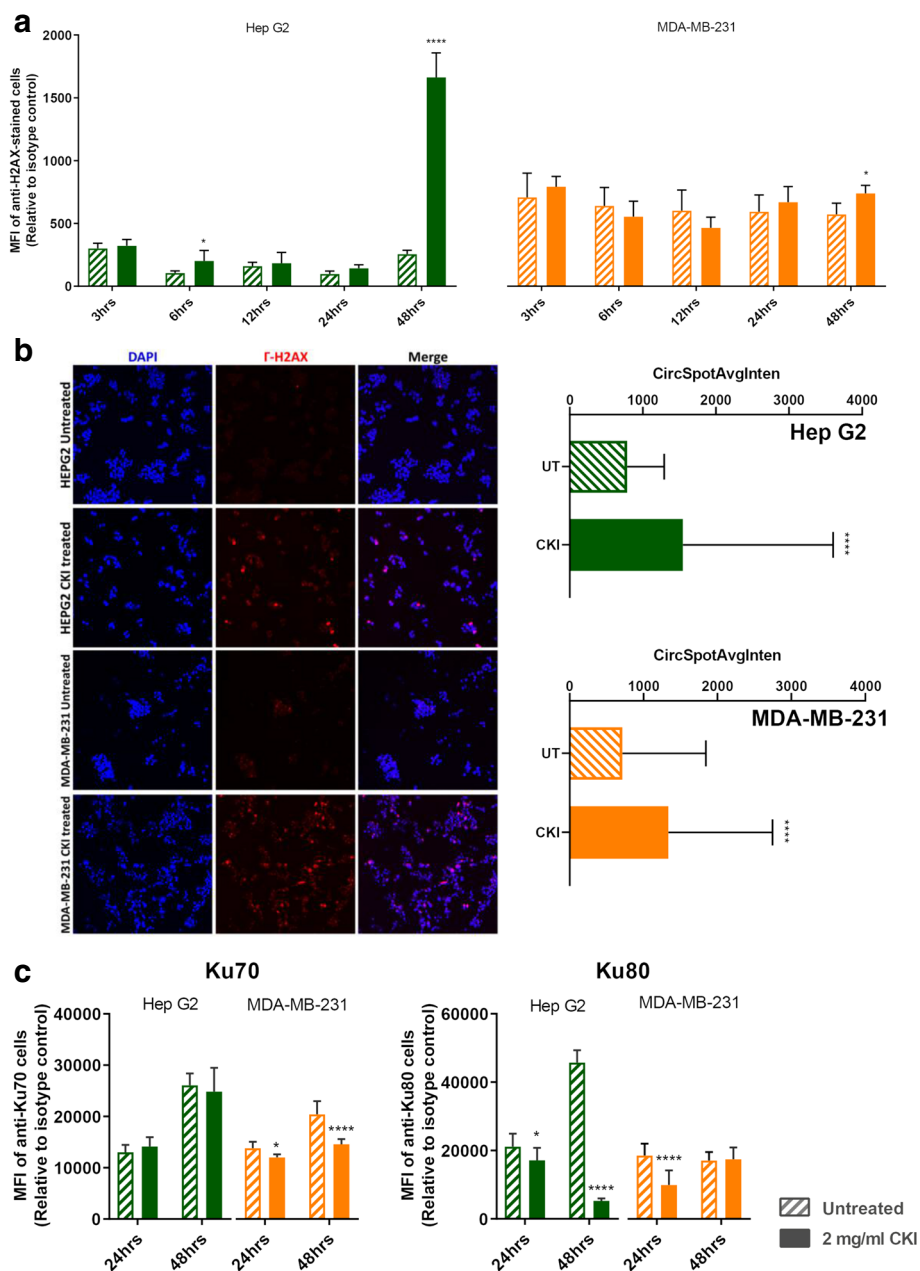 a
Hep G2
MDA-MB-231
MFI of anti-H2AX-stained cells
(Relative to isotype control)
2000
1500
1000
500
0
*
****
*
3hrs
6hrs
12hrs
24hrs
48hrs
3hrs
6hrs
12hrs
24hrs
48hrs
b
DAPI
Γ-H2AX
Merge
HEPG2 Untreated
HEPG2 CKI treated
MDA-MB-231 Untreated
MDA-MB-231 CKI treated
CircSpotAvgInten
0 1000 2000 3000 4000
Hep G2
UT
CKI
****
CircSpotAvgInten
0 1000 2000 3000 4000
MDA-MB-231
UT
CKI
****
c
Ku70
Hep G2
MDA-MB-231
MFI of anti-Ku70 cells
(Relative to isotype control)
40000
30000
20000
10000
0
*
****
24hrs
48hrs
24hrs
48hrs
Ku80
Hep G2
MDA-MB-231
MFI of anti-Ku80 cells
(Relative to isotype control)
60000
40000
20000
0
*
****
****
24hrs
48hrs
24hrs
48hrs
Untreated
2 mg/ml CKI